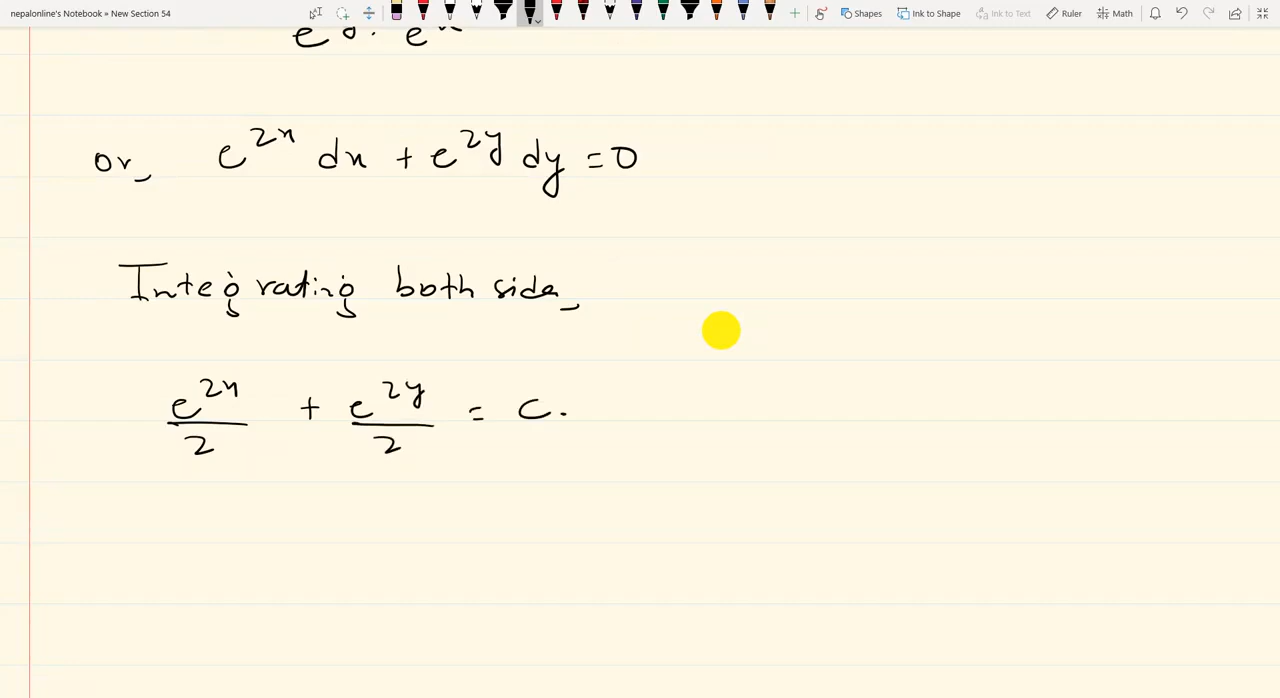 nepalonline's Notebook » New Section 54
Shapes Ink to Shape Ink to Text Ruler Math
or, e^{2x} dx + e^{2y} dy = 0
Integrating both side,
e^{2x}/2 + e^{2y}/2 = c.